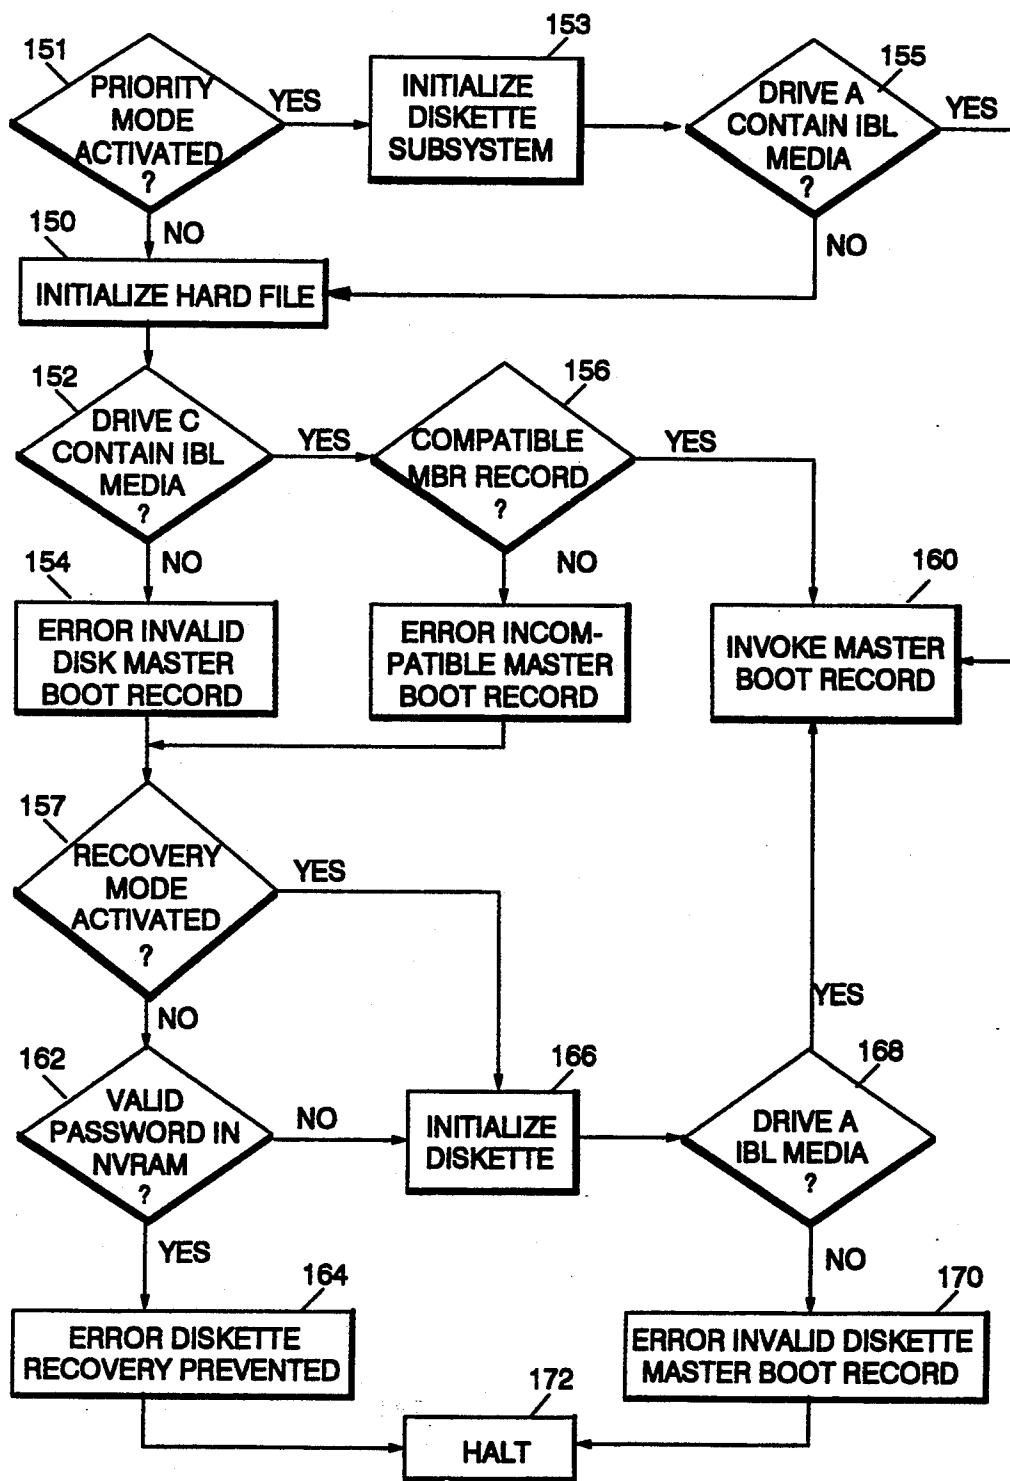 151
PRIORITY
MODE
ACTIVATED
?
YES
NO
153
INITIALIZE
DISKETTE
SUBSYSTEM
155
DRIVE A
CONTAIN IBL
MEDIA
?
YES
NO
150
INITIALIZE HARD FILE
152
DRIVE C
CONTAIN IBL
MEDIA
?
YES
NO
156
COMPATIBLE
MBR RECORD
?
YES
NO
154
ERROR INVALID
DISK MASTER
BOOT RECORD
ERROR INCOM-
PATIBLE MASTER
BOOT RECORD
160
INVOKE MASTER
BOOT RECORD
157
RECOVERY
MODE
ACTIVATED
?
YES
NO
162
VALID
PASSWORD IN
NVRAM
?
NO
YES
166
INITIALIZE
DISKETTE
168
DRIVE A
IBL MEDIA
?
YES
NO
164
ERROR DISKETTE
RECOVERY PREVENTED
170
ERROR INVALID DISKETTE
MASTER BOOT RECORD
172
HALT